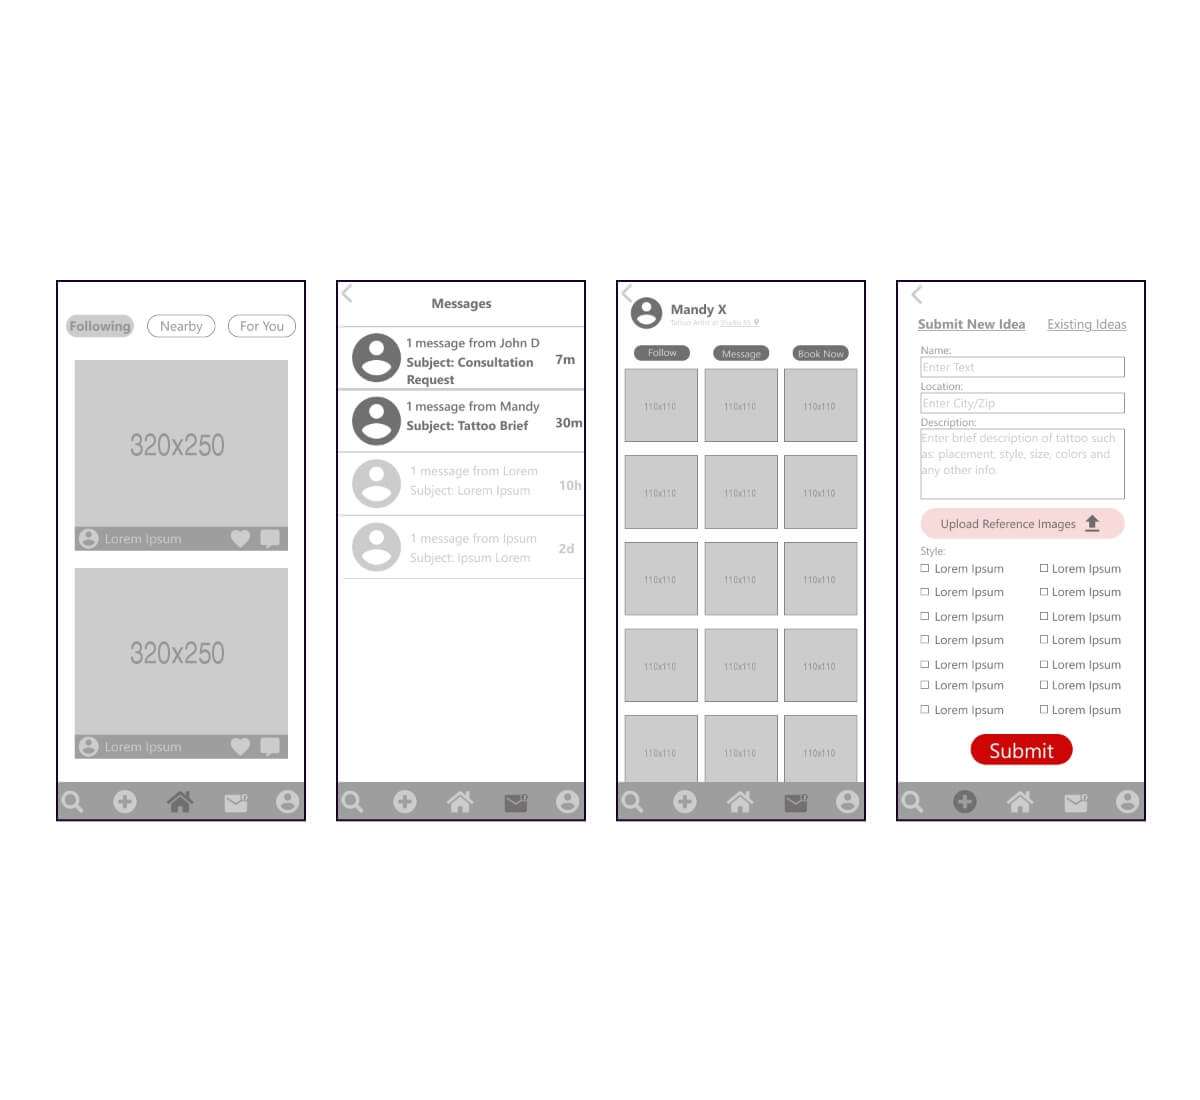 Following Nearby For You
320x250
Lorem Ipsum
320x250
Lorem Ipsum
Messages
1 message from John D
Subject: Consultation
Request
7m
1 message from Mandy
Subject: Tattoo Brief
30m
1 message from Lorem
Subject: Lorem Ipsum
10h
1 message from Ipsum
Subject: Ipsum Lorem
2d
Mandy X
Tattoo Artist at Studio 55
Follow Message Book Now
110x110 110x110 110x110
110x110 110x110 110x110
110x110 110x110 110x110
110x110 110x110 110x110
110x110 110x110 110x110
Submit New Idea Existing Ideas
Name:
Enter Text
Location:
Enter City/Zip
Description:
Enter brief description of tattoo such
as: placement, style, size, colors and
any other info.
Upload Reference Images
Style:
Lorem Ipsum Lorem Ipsum
Lorem Ipsum Lorem Ipsum
Lorem Ipsum Lorem Ipsum
Lorem Ipsum Lorem Ipsum
Lorem Ipsum Lorem Ipsum
Lorem Ipsum Lorem Ipsum
Lorem Ipsum Lorem Ipsum
Submit